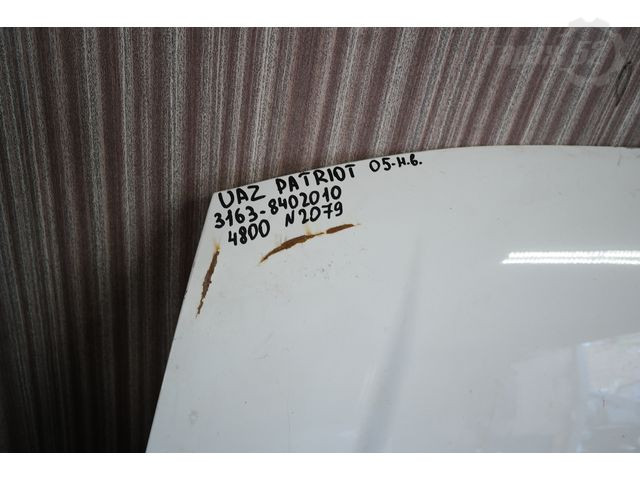 UAZ PATRIOT 05-н.в.
3163-8402010
4800 N2079